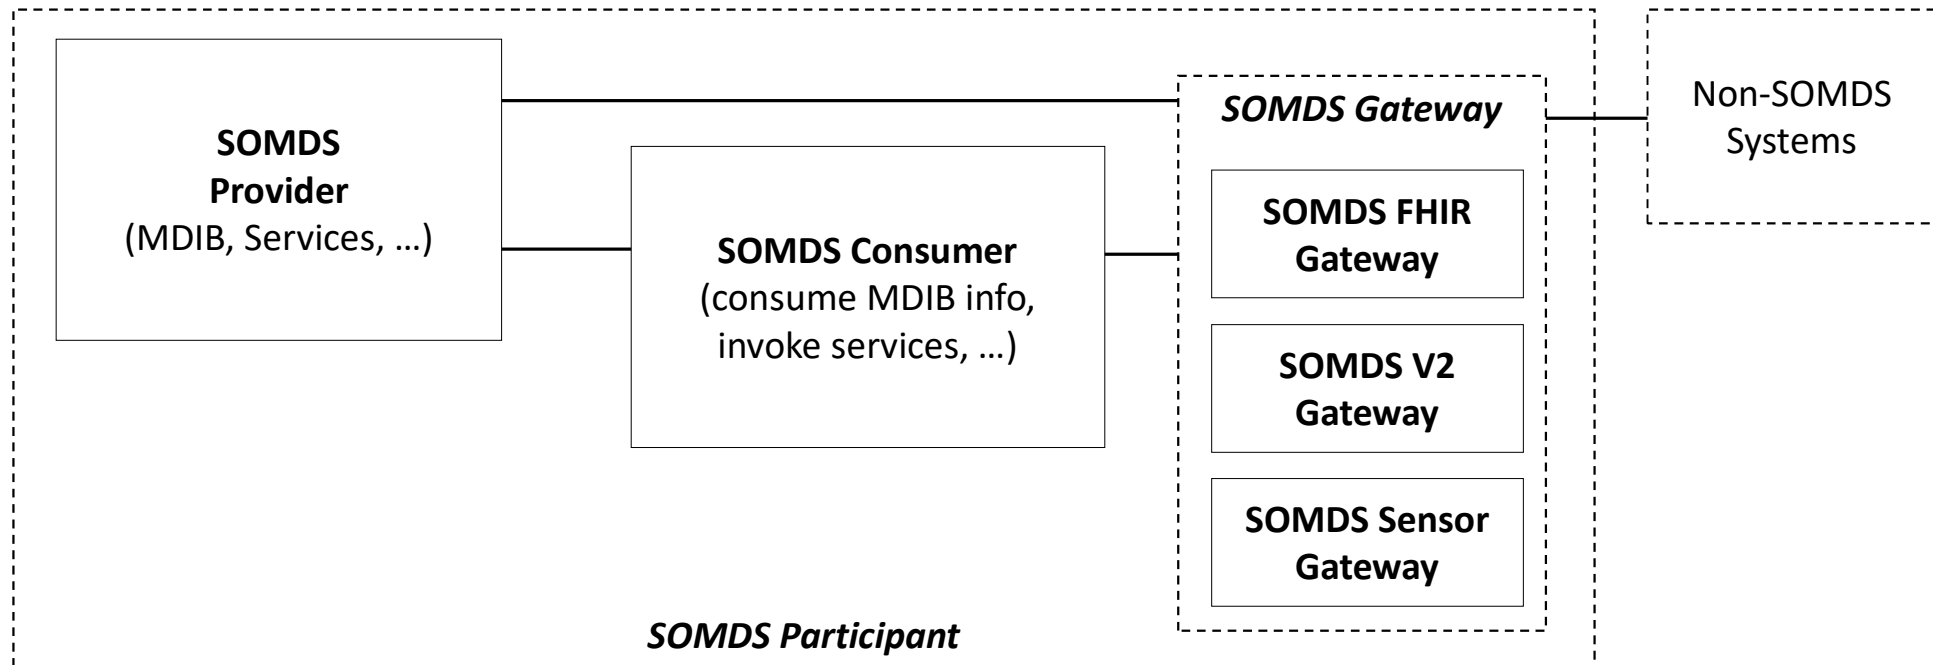 SOMDS
Provider
(MDIB, Services, …)
SOMDS Consumer
(consume MDIB info,
invoke services, …)
SOMDS Gateway
SOMDS FHIR
Gateway
SOMDS V2
Gateway
SOMDS Sensor
Gateway
Non-SOMDS
Systems
SOMDS Participant